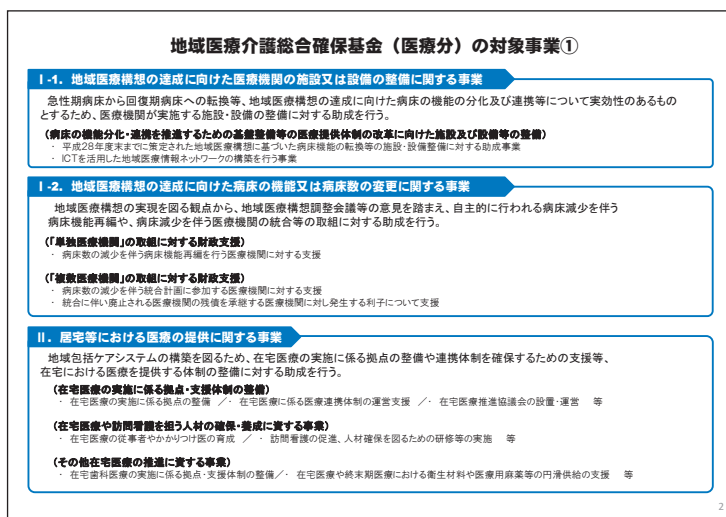 地域医療介護総合確保基金（医療分）の対象事業①
Ⅰ-1．地域医療構想の達成に向けた医療機関の施設又は設備の整備に関する事業
急性期病床から回復期病床への転換等、地域医療構想の達成に向けた病床の機能の分化及び連携等について実効性のあるもの
とするため、医療機関が実施する施設・設備の整備に対する助成を行う。
（病床の機能分化・連携を推進するための基盤整備等の医療提供体制の改革に向けた施設及び設備等の整備）
・ 平成28年度末までに策定された地域医療構想に基づいた病床機能の転換等の施設・設備整備に対する助成事業
・ ICTを活用した地域医療情報ネットワークの構築を行う事業
Ⅰ-2．地域医療構想の達成に向けた病床の機能又は病床数の変更に関する事業
地域医療構想の実現を図る観点から、地域医療構想調整会議等の意見を踏まえ、自主的に行われる病床減少を伴う
病床機能再編や、病床減少を伴う医療機関の統合等の取組に対する助成を行う。
（「単独医療機関」の取組に対する財政支援）
・ 病床数の減少を伴う病床機能再編を行う医療機関に対する支援
（「複数医療機関」の取組に対する財政支援）
・ 病床数の減少を伴う統合計画に参加する医療機関に対する支援
・ 統合に伴い廃止される医療機関の残債を承継する医療機関に対し発生する利子について支援
Ⅱ．居宅等における医療の提供に関する事業
地域包括ケアシステムの構築を図るため、在宅医療の実施に係る拠点の整備や連携体制を確保するための支援等、
在宅における医療を提供する体制の整備に対する助成を行う。
（在宅医療の実施に係る拠点・支援体制の整備）
・ 在宅医療の実施に係る拠点の整備 ／・ 在宅医療に係る医療連携体制の運営支援 ／・ 在宅医療推進協議会の設置・運営 等
（在宅医療や訪問看護を担う人材の確保・養成に資する事業）
・ 在宅医療の従事者やかかりつけ医の育成 ／ ・ 訪問看護の促進、人材確保を図るための研修等の実施 等
（その他在宅医療の推進に資する事業）
・ 在宅歯科医療の実施に係る拠点・支援体制の整備／・ 在宅医療や終末期医療における衛生材料や医療用麻薬等の円滑供給の支援 等
2